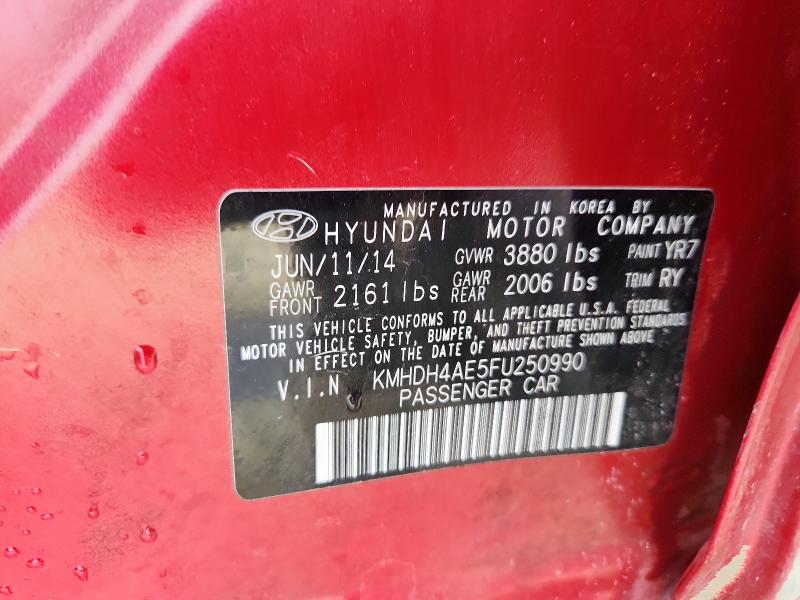 MANUFACTURED IN KOREA BY
HYUNDAI MOTOR COMPANY
JUN/11/14 GVWR 3880 lbs PAINT YR7
GAWR FRONT 2161 lbs GAWR REAR 2006 lbs TRIM RY
THIS VEHICLE CONFORMS TO ALL APPLICABLE U.S.A. FEDERAL
MOTOR VEHICLE SAFETY, BUMPER, AND THEFT PREVENTION STANDARDS
IN EFFECT ON THE DATE OF MANUFACTURE SHOWN ABOVE
V.I.N KMHDH4AE5FU250990
PASSENGER CAR